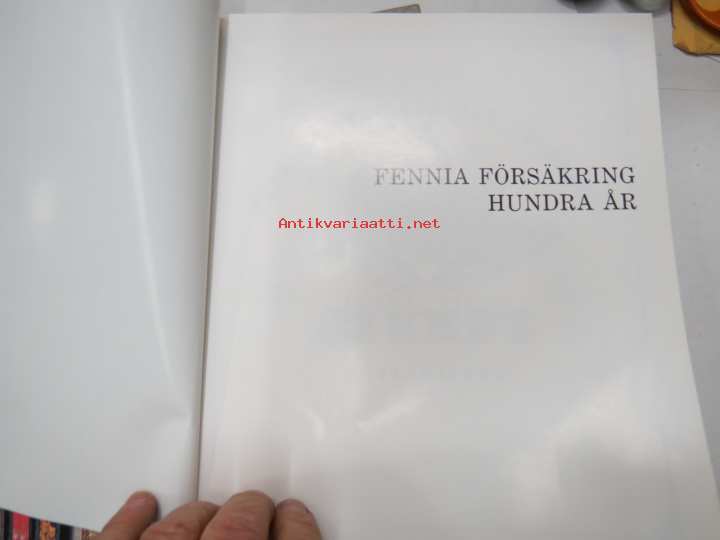 FENNIA FÖRSÄKRING
HUNDRA ÅR
Antikvariaatti.net